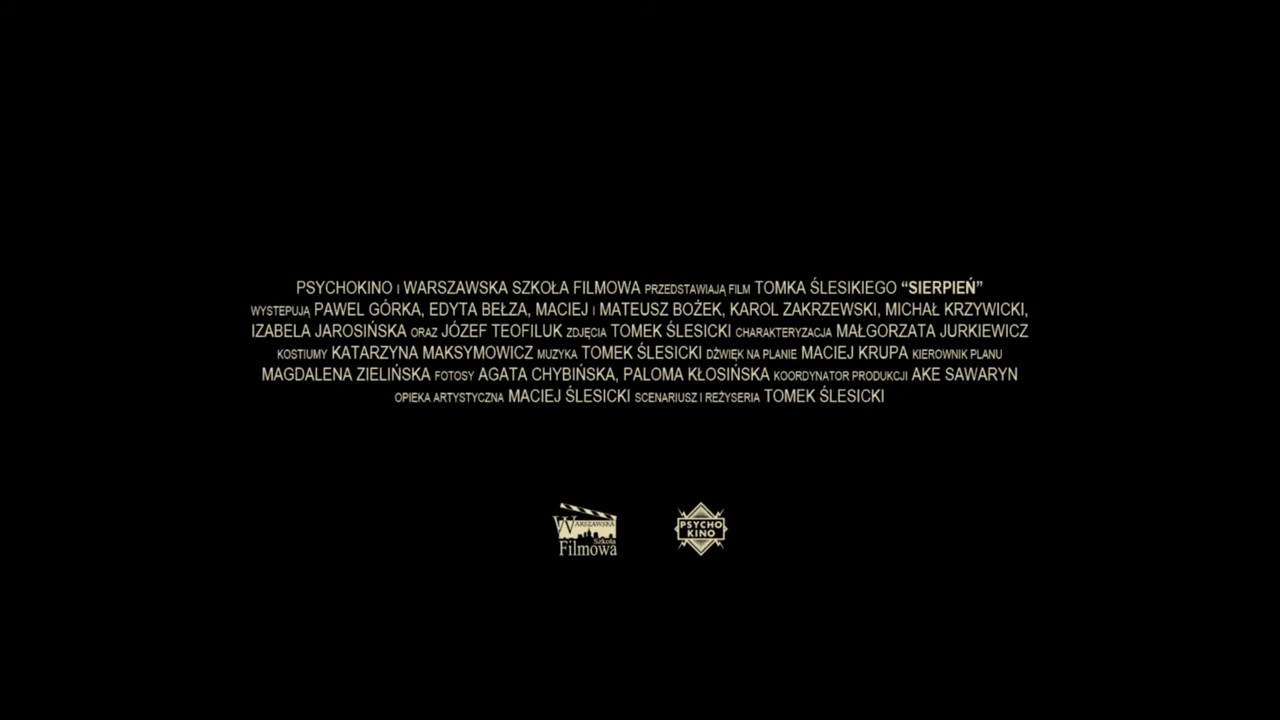 PSYCHOKINO I WARSZAWSKA SZKOŁA FILMOWA PRZEDSTAWIAJĄ FILM TOMKA ŚLESIKIEGO “SIERPIEŃ”
WYSTEPUJĄ PAWEL GÓRKA, EDYTA BEŁZA, MACIEJ I MATEUSZ BOŻEK, KAROL ZAKRZEWSKI, MICHAŁ KRZYWICKI,
IZABELA JAROSIŃSKA ORAZ JÓZEF TEOFILUK ZDJĘCIA TOMEK ŚLESICKI CHARAKTERYZACJA MAŁGORZATA JURKIEWICZ
KOSTIUMY KATARZYNA MAKSYMOWICZ MUZYKA TOMEK ŚLESICKI DŹWIĘK NA PLANIE MACIEJ KRUPA KIEROWNIK PLANU
MAGDALENA ZIELIŃSKA FOTOSY AGATA CHYBIŃSKA, PALOMA KŁOSIŃSKA KOORDYNATOR PRODUKCJI AKE SAWARYN
OPIEKA ARTYSTYCZNA MACIEJ ŚLESICKI SCENARIUSZ I REŻYSERIA TOMEK ŚLESICKI
WARSZAWSKA
Szkoła
Filmowa
PSYCHO
KINO